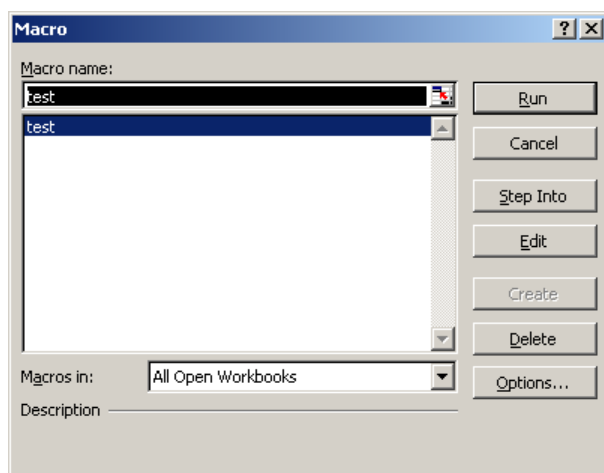 Macro
Macro name:
test
test
Run
Cancel
Step Into
Edit
Create
Delete
Options...
Macros in:
All Open Workbooks
Description